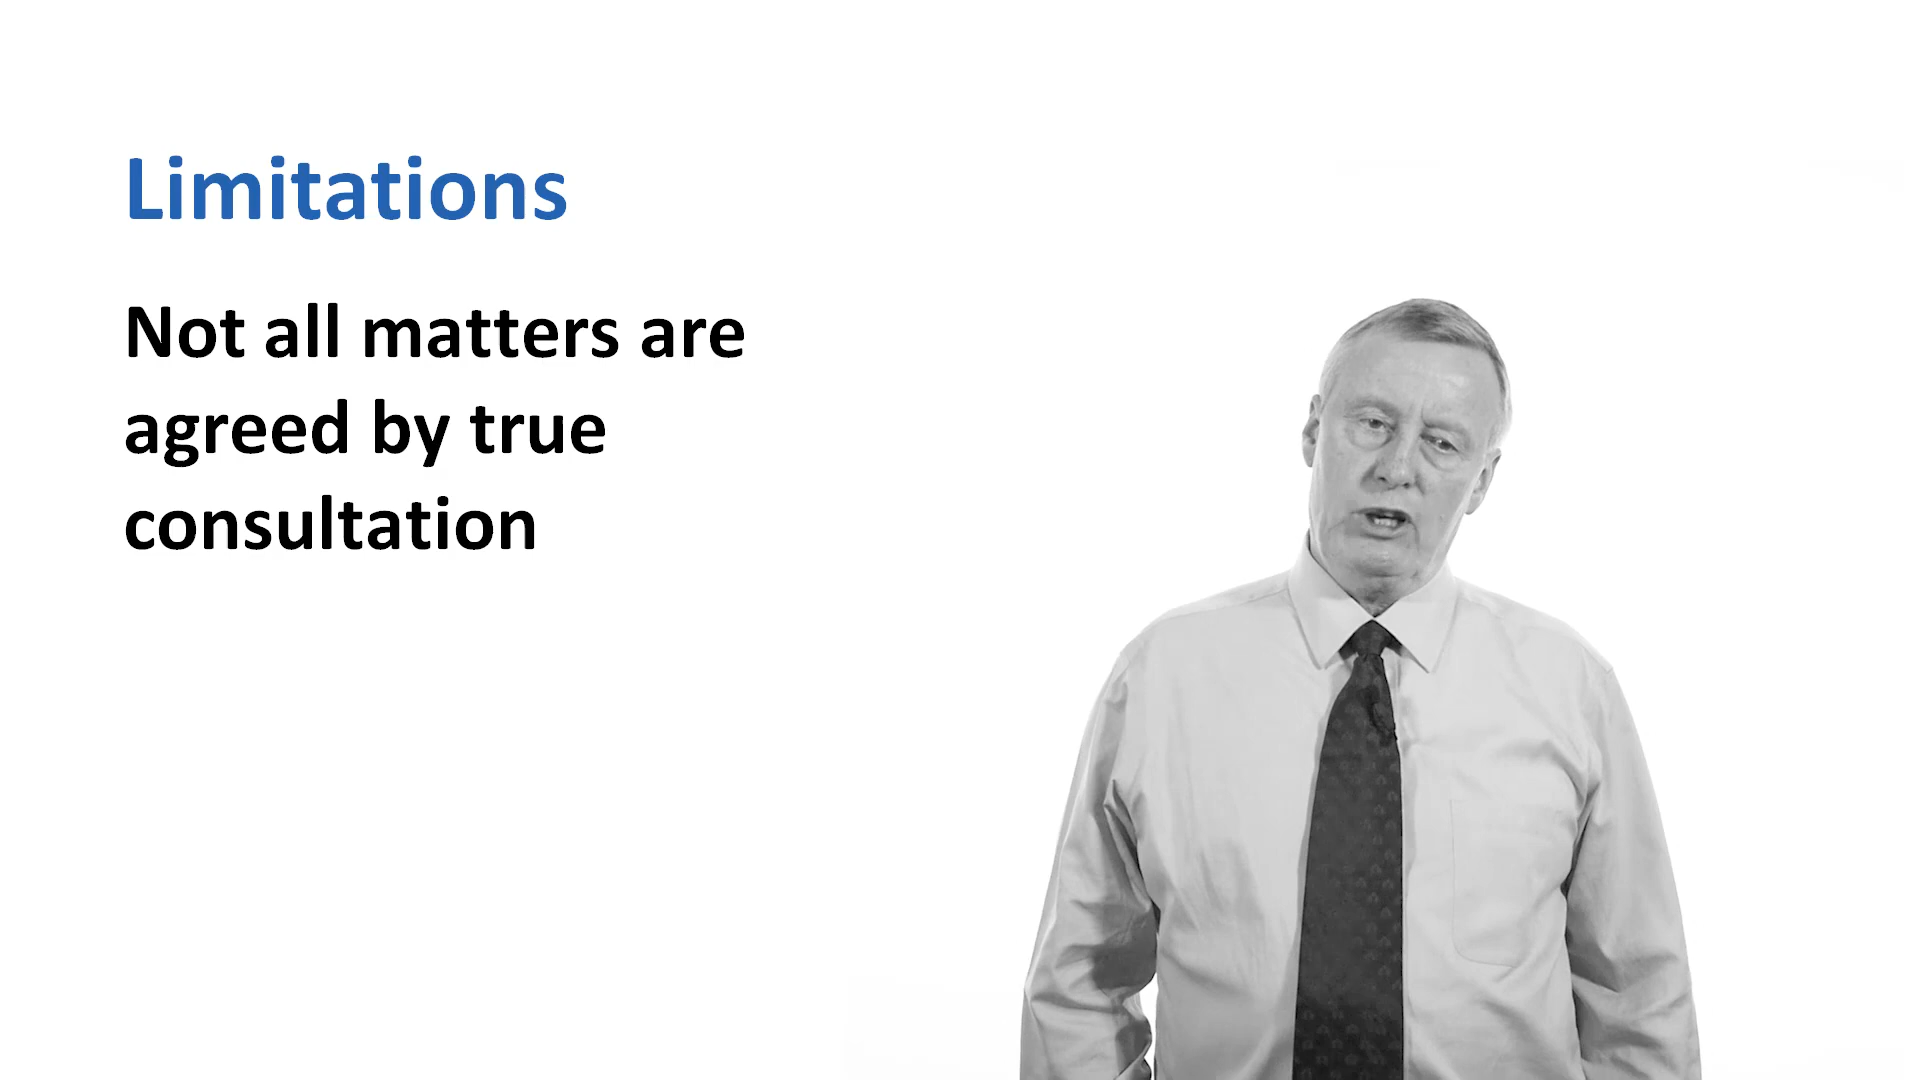 Limitations
Not all matters are
agreed by true
consultation